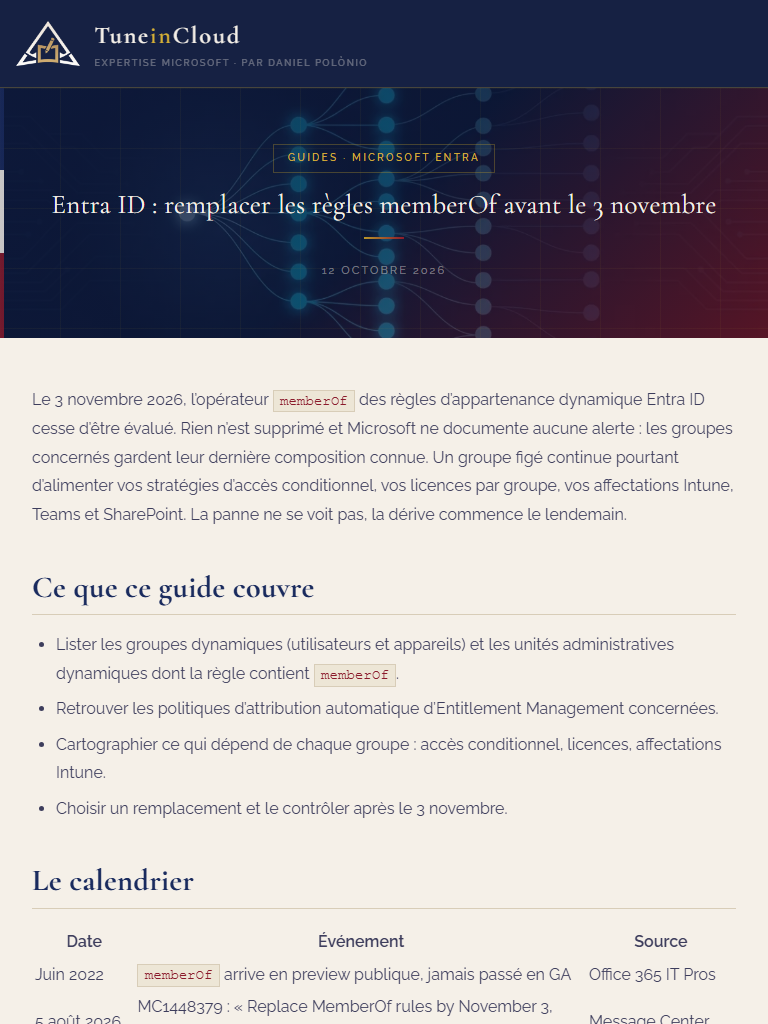 TuneinCloud
EXPERTISE MICROSOFT · PAR DANIEL POLÓNIO
GUIDES · MICROSOFT ENTRA
Entra ID : remplacer les règles memberOf avant le 3 novembre
12 OCTOBRE 2026
Le 3 novembre 2026, l’opérateur memberOf des règles d’appartenance dynamique Entra ID
cesse d’être évalué. Rien n’est supprimé et Microsoft ne documente aucune alerte : les groupes
concernés gardent leur dernière composition connue. Un groupe figé continue pourtant
d’alimenter vos stratégies d’accès conditionnel, vos licences par groupe, vos affectations Intune,
Teams et SharePoint. La panne ne se voit pas, la dérive commence le lendemain.
Ce que ce guide couvre
• Lister les groupes dynamiques (utilisateurs et appareils) et les unités administratives
dynamiques dont la règle contient memberOf.
• Retrouver les politiques d’attribution automatique d’Entitlement Management concernées.
• Cartographier ce qui dépend de chaque groupe : accès conditionnel, licences, affectations
Intune.
• Choisir un remplacement et le contrôler après le 3 novembre.
Le calendrier
Date Événement Source
Juin 2022 memberOf arrive en preview publique, jamais passé en GA Office 365 IT Pros
MC1448379 : « Replace MemberOf rules by November 3,
5 août 2026 Message Center